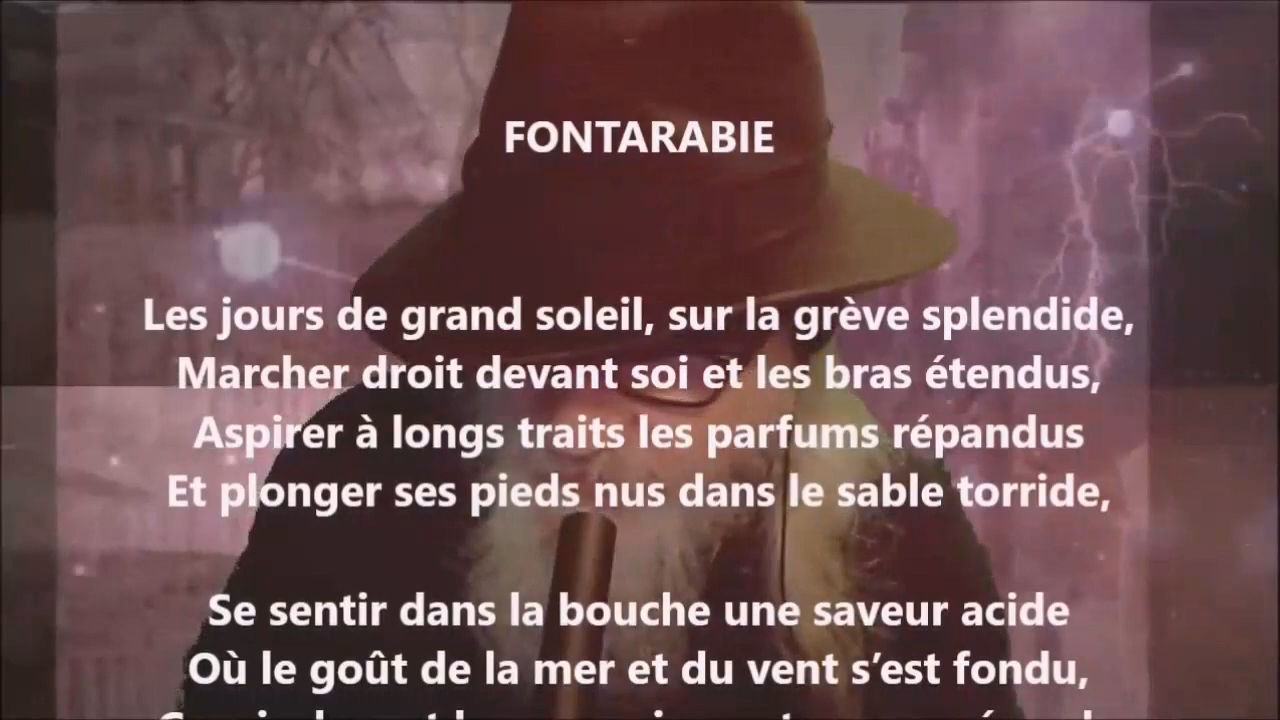 FONTARABIE
Les jours de grand soleil, sur la grève splendide,
Marcher droit devant soi et les bras étendus,
Aspirer à longs traits les parfums répandus
Et plonger ses pieds nus dans le sable torride,
Se sentir dans la bouche une saveur acide
Où le goût de la mer et du vent s’est fondu,